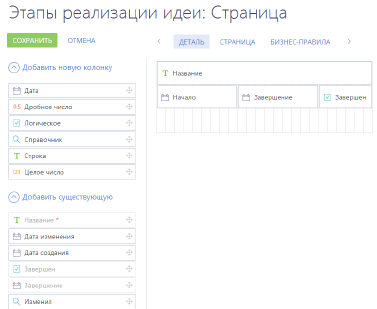 Этапы реализации идеи: Страница
СОХРАНИТЬ ОТМЕНА
ДЕТАЛЬ СТРАНИЦА БИЗНЕС-ПРАВИЛА
Добавить новую колонку
Дата
0.5 Дробное число
Логическое
Справочник
T Строка
123 Целое число
Добавить существующую
T Название *
Дата изменения
Дата создания
Завершен
Завершение
Изменил
T Название
Начало Завершение Завершен